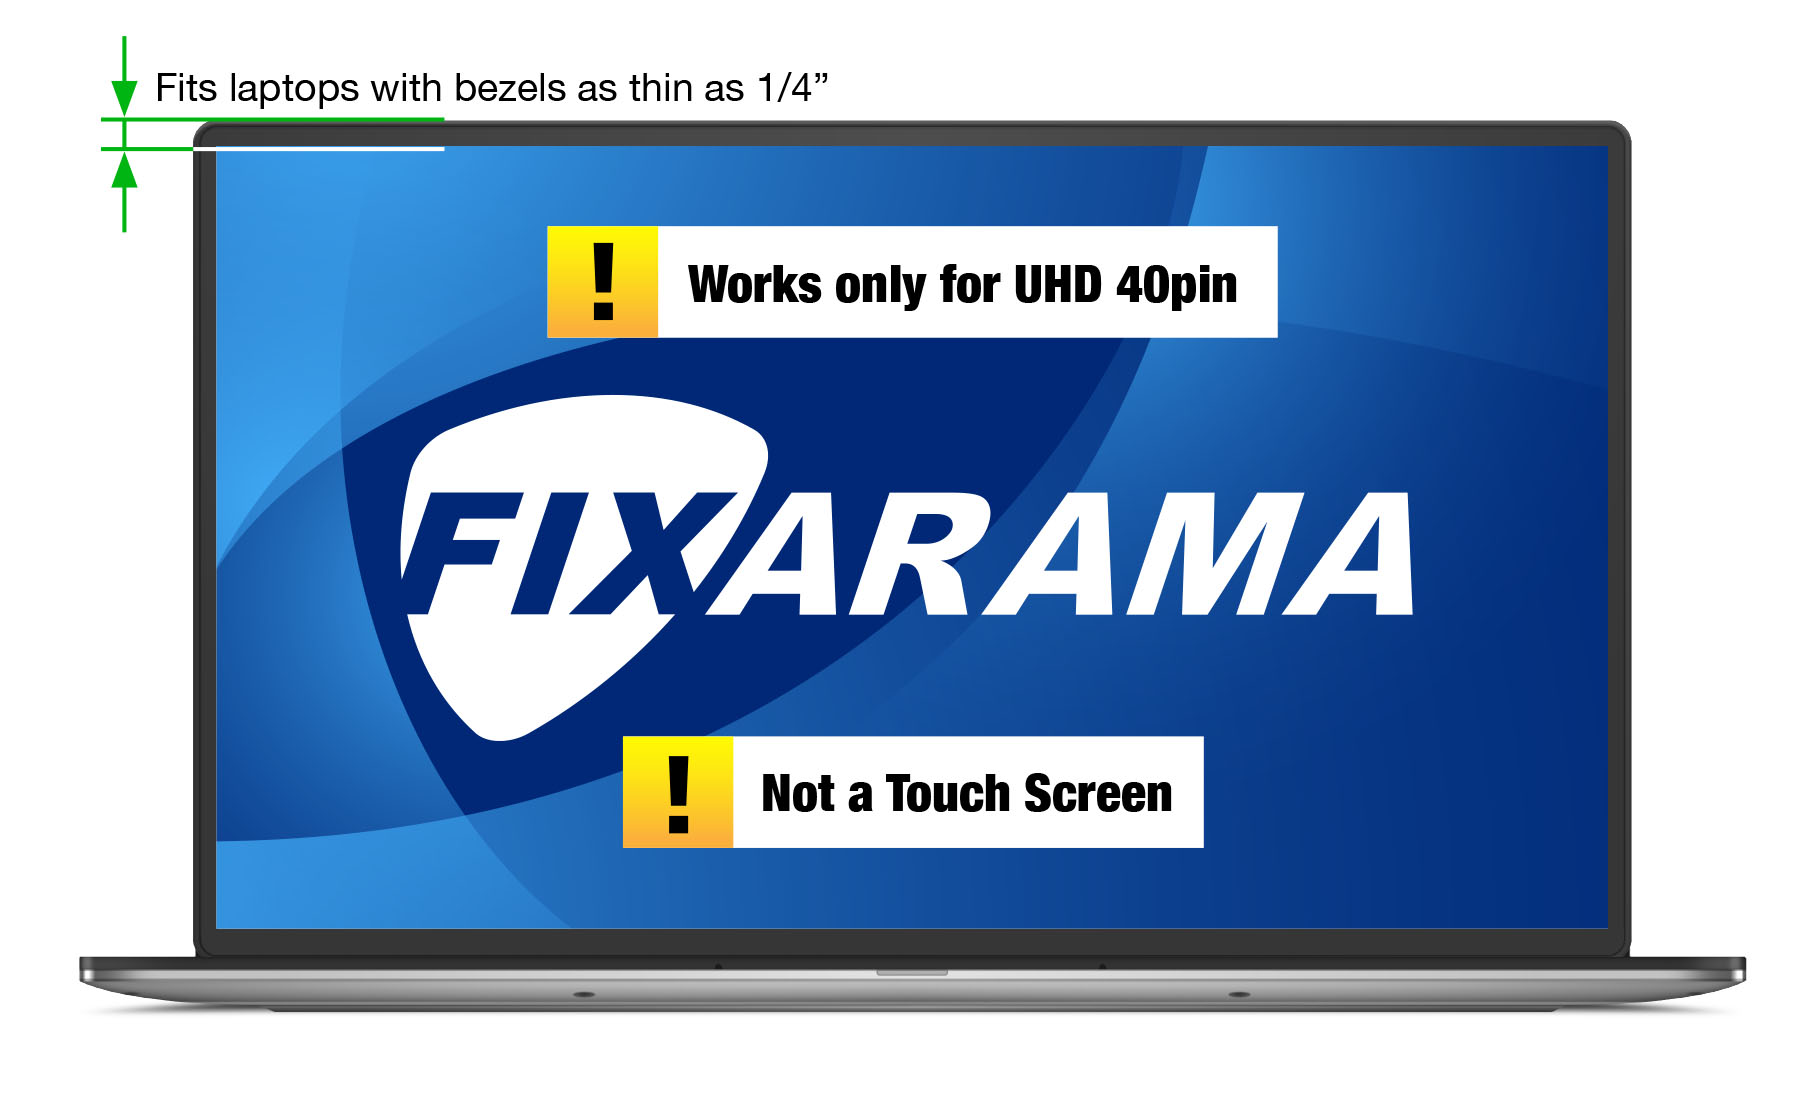 Fits laptops with bezels as thin as 1/4”
! Works only for UHD 40pin
FIXARAMA
! Not a Touch Screen